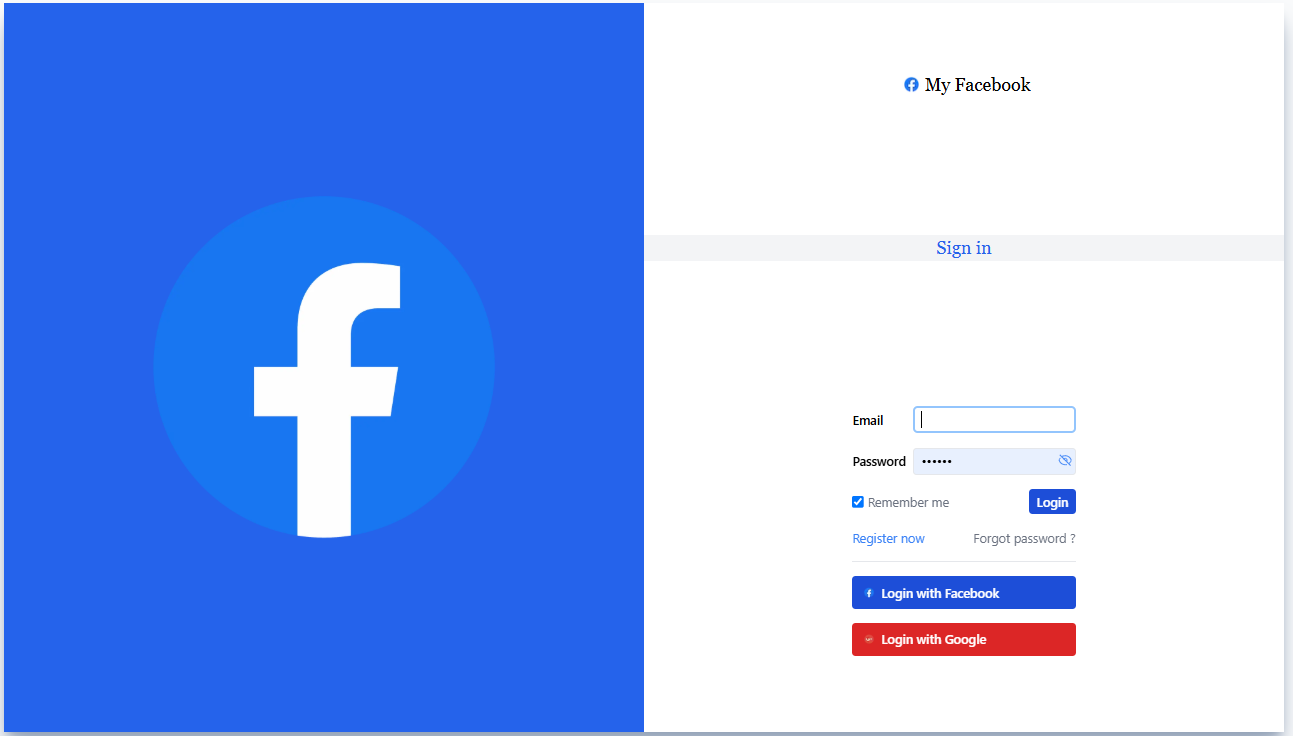 My Facebook
Sign in
Email
Password ••••••
Remember me Login
Register now Forgot password ?
Login with Facebook
Login with Google